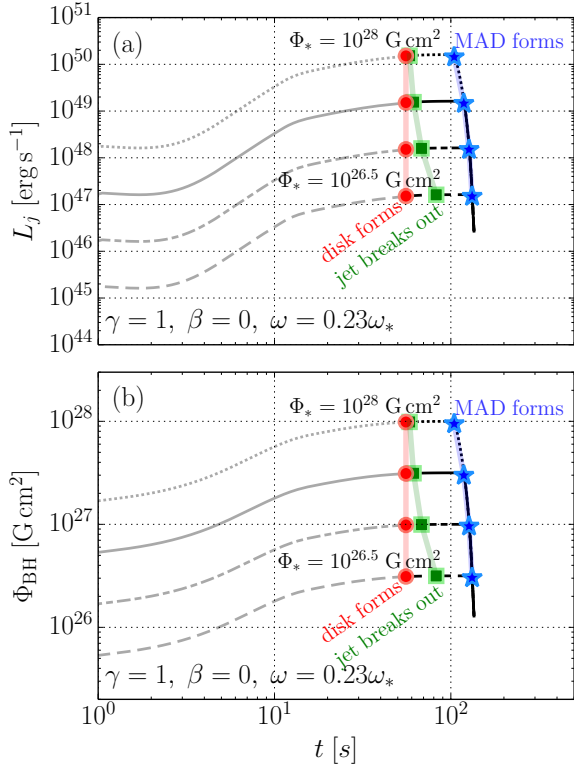 10^51
(a)
Φ_* = 10^28 G cm^2
MAD forms
10^50
10^49
10^48
10^47
10^46
10^45
10^44
L_j [erg s^−1]
Φ_* = 10^26.5 G cm^2
disk forms
jet breaks out
γ = 1, β = 0, ω = 0.23ω_*
(b)
Φ_* = 10^28 G cm^2
MAD forms
10^28
10^27
10^26
Φ_BH [G cm^2]
Φ_* = 10^26.5 G cm^2
disk forms
jet breaks out
γ = 1, β = 0, ω = 0.23ω_*
10^0
10^1
10^2
t [s]